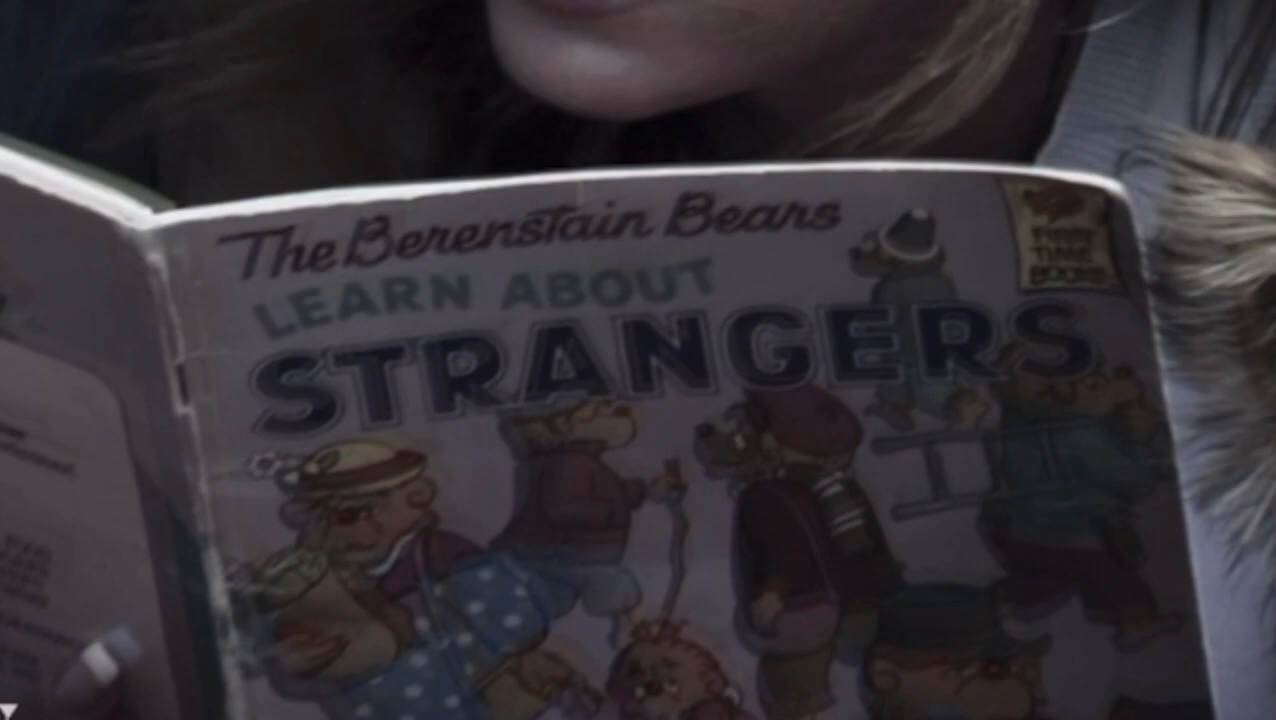 The Berenstain Bears
LEARN ABOUT
STRANGERS
FIRST
TIME
BOOKS